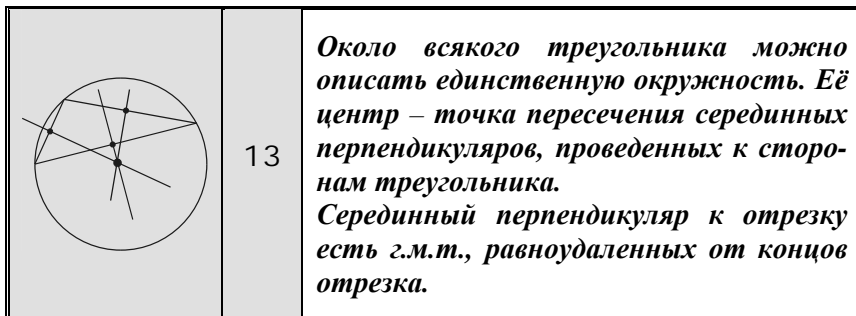 13
Около всякого треугольника можно
описать единственную окружность. Её
центр – точка пересечения серединных
перпендикуляров, проведенных к сторо-
нам треугольника.
Серединный перпендикуляр к отрезку
есть г.м.т., равноудаленных от концов
отрезка.